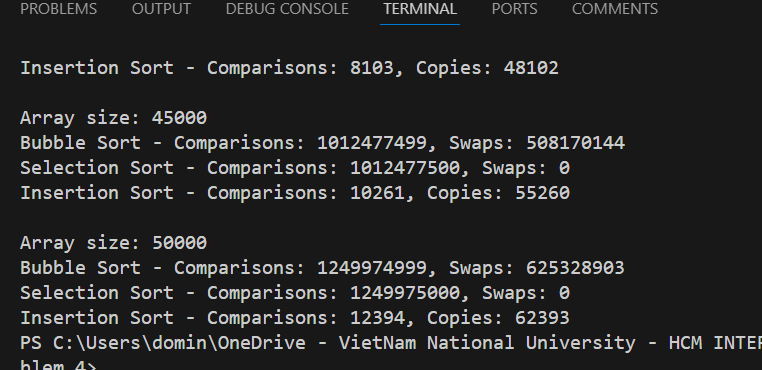 PROBLEMS OUTPUT DEBUG CONSOLE TERMINAL PORTS COMMENTS
Insertion Sort - Comparisons: 8103, Copies: 48102
Array size: 45000
Bubble Sort - Comparisons: 1012477499, Swaps: 508170144
Selection Sort - Comparisons: 1012477500, Swaps: 0
Insertion Sort - Comparisons: 10261, Copies: 55260
Array size: 50000
Bubble Sort - Comparisons: 1249974999, Swaps: 625328903
Selection Sort - Comparisons: 1249975000, Swaps: 0
Insertion Sort - Comparisons: 12394, Copies: 62393
PS C:\Users\domin\OneDrive - VietNam National University - HCM INTER
blem 4>